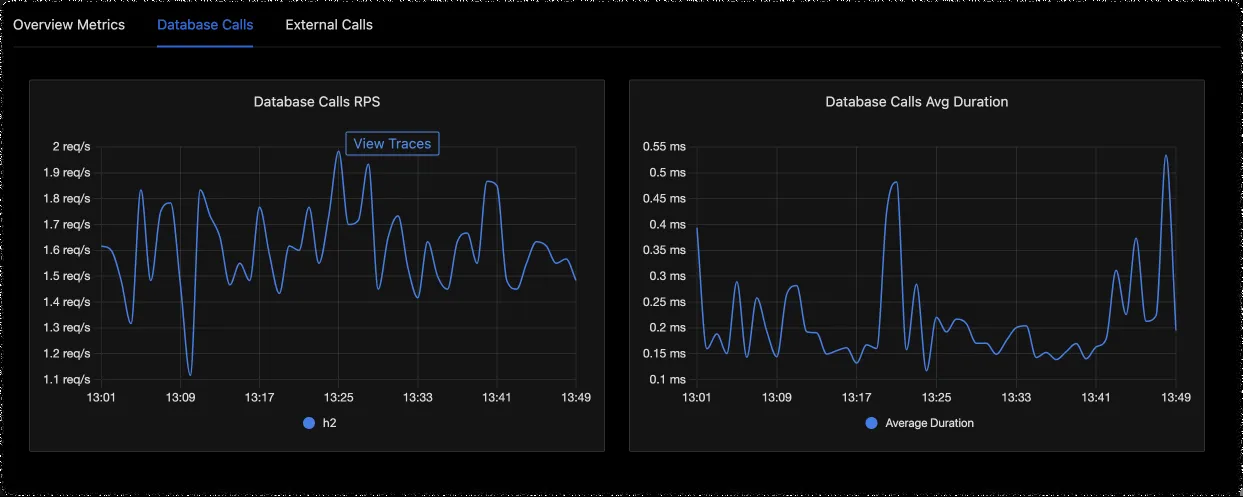 Overview Metrics Database Calls External Calls
Database Calls RPS
View Traces
2 req/s
1.9 req/s
1.8 req/s
1.7 req/s
1.6 req/s
1.5 req/s
1.4 req/s
1.3 req/s
1.2 req/s
1.1 req/s
13:01 13:09 13:17 13:25 13:33 13:41 13:49
h2
Database Calls Avg Duration
0.55 ms
0.5 ms
0.45 ms
0.4 ms
0.35 ms
0.3 ms
0.25 ms
0.2 ms
0.15 ms
0.1 ms
13:01 13:09 13:17 13:25 13:33 13:41 13:49
Average Duration